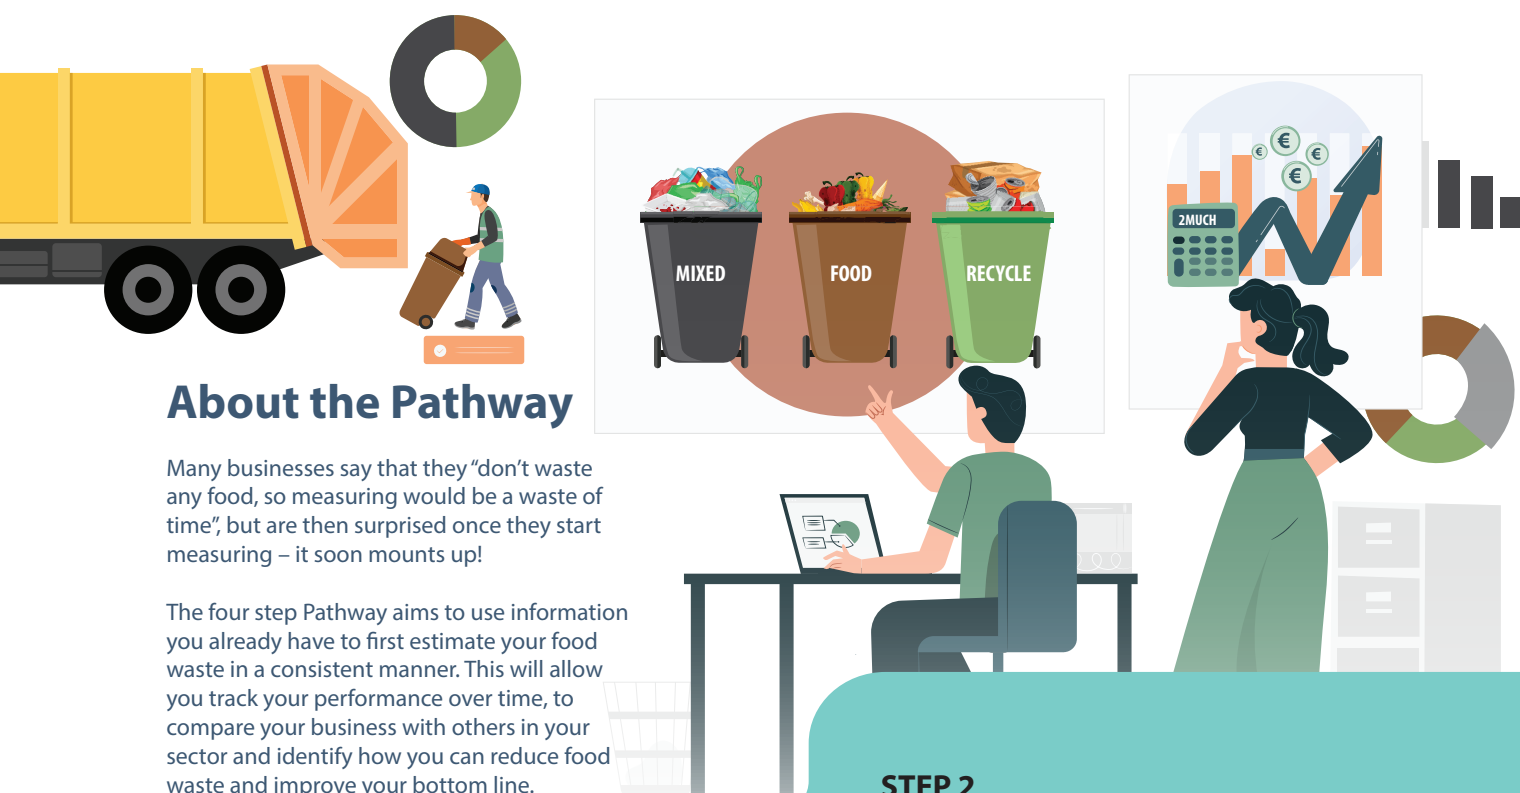 2MUCH
MIXED
FOOD
RECYCLE
€
€
€
€
About the Pathway
Many businesses say that they “don’t waste
any food, so measuring would be a waste of
time”, but are then surprised once they start
measuring – it soon mounts up!
The four step Pathway aims to use information
you already have to first estimate your food
waste in a consistent manner. This will allow
you track your performance over time, to
compare your business with others in your
sector and identify how you can reduce food
waste and improve your bottom line.
STEP 2